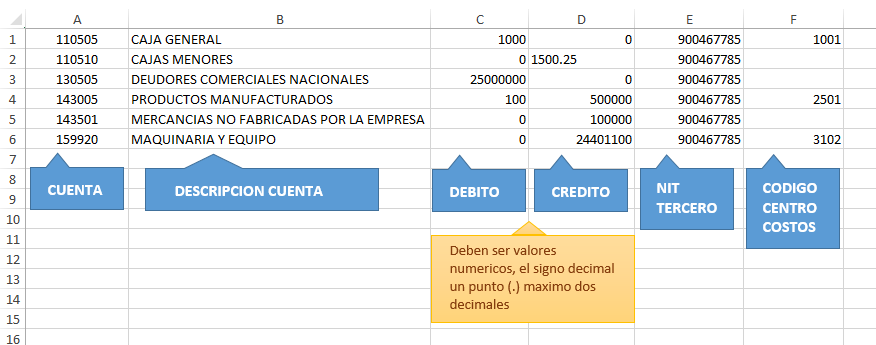 A B C D E F
1 110505 CAJA GENERAL 1000 0 900467785 1001
2 110510 CAJAS MENORES 0 1500.25 900467785
3 130505 DEUDORES COMERCIALES NACIONALES 25000000 0 900467785
4 143005 PRODUCTOS MANUFACTURADOS 100 500000 900467785 2501
5 143501 MERCANCIAS NO FABRICADAS POR LA EMPRESA 0 100000 900467785
6 159920 MAQUINARIA Y EQUIPO 0 24401100 900467785 3102
7
8
9
10
11
12
13
14
15
16
CUENTA
DESCRIPCION CUENTA
DEBITO
CREDITO
NIT
TERCERO
CODIGO
CENTRO
COSTOS
Deben ser valores
numericos, el signo decimal
un punto (.) maximo dos
decimales